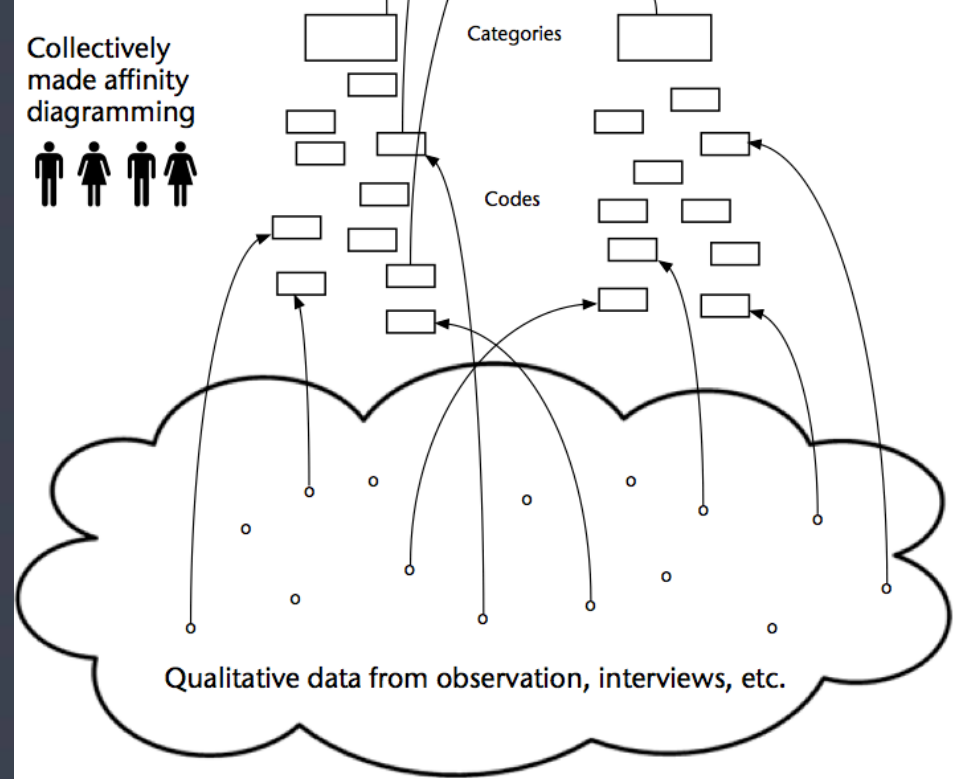 Collectively
made affinity
diagramming
Categories
Codes
Qualitative data from observation, interviews, etc.